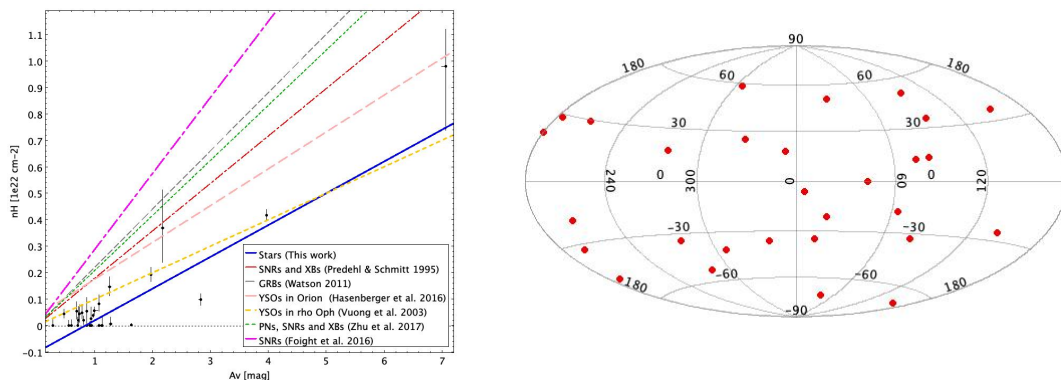 1.1
1.0
0.9
0.8
0.7
0.6
0.5
0.4
0.3
0.2
0.1
0
-0.1
nH [1e22 cm-2]
1 2 3 4 5 6 7
Av [mag]
Stars (This work)
SNRs and XBs (Predehl & Schmitt 1995)
GRBs (Watson 2011)
YSOs in Orion (Hasenberger et al. 2016)
YSOs in rho Oph (Vuong et al. 2003)
PNs, SNRs and XBs (Zhu et al. 2017)
SNRs (Foight et al. 2016)
90
180 180
60 60
30 30
0 0
240 300 0 60 120
-30 -30
-60 -60
180 180
-90